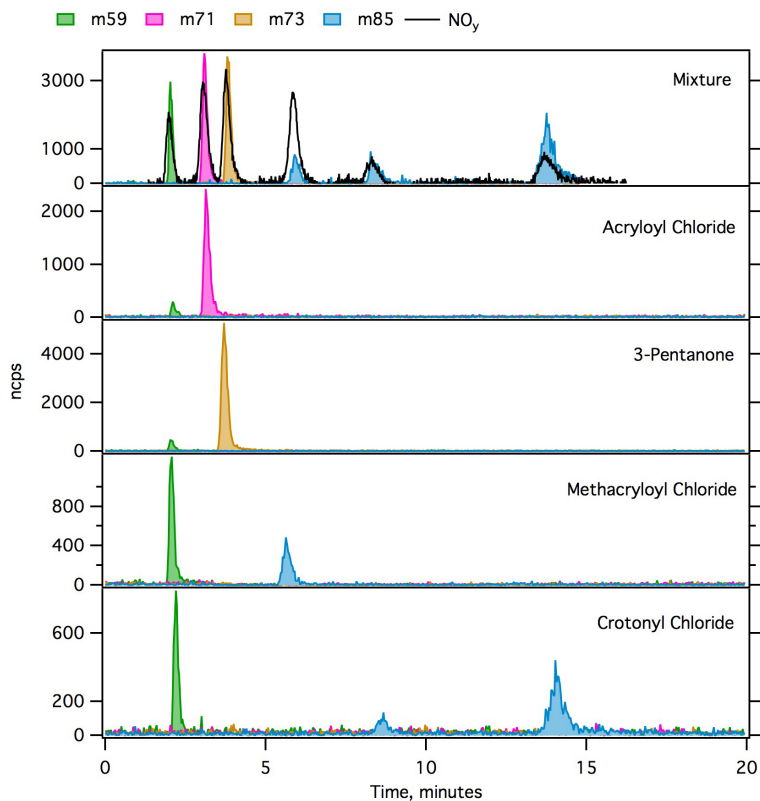 m59 m71 m73 m85 NOy
3000
1000
0
Mixture
2000
1000
0
Acryloyl Chloride
4000
2000
0
3-Pentanone
800
400
0
Methacryloyl Chloride
600
200
0
Crotonyl Chloride
ncps
0 5 10 15 20
Time, minutes